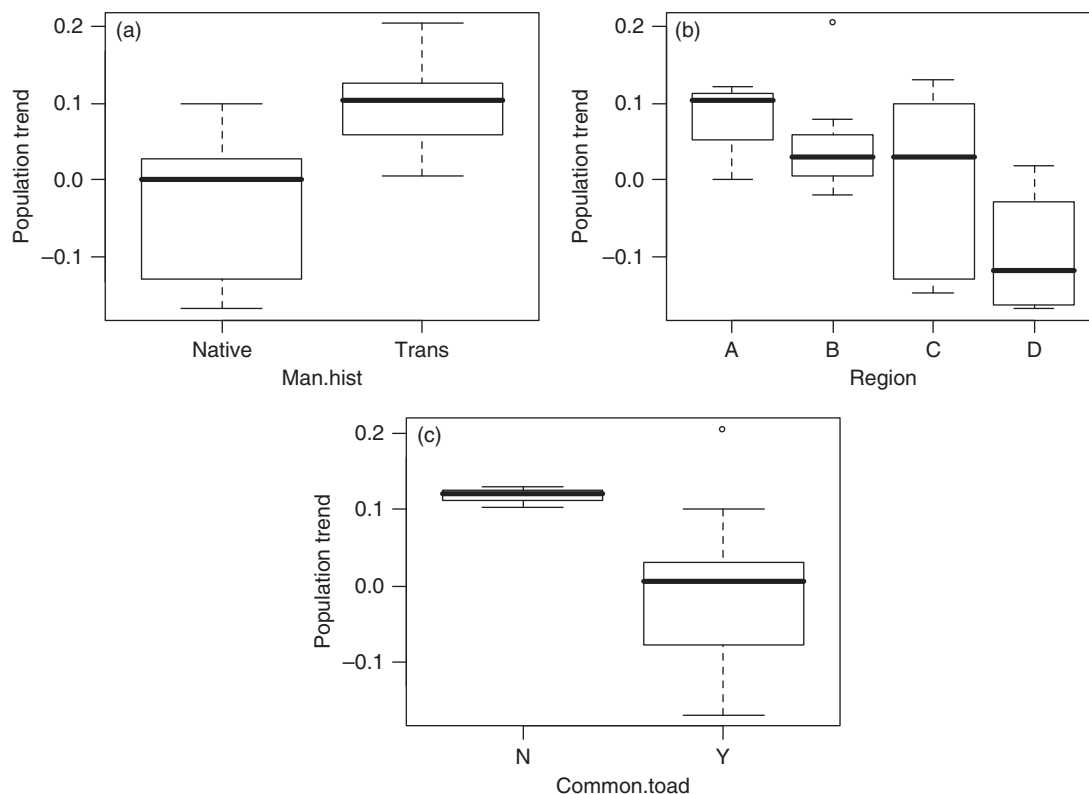 (a)
Population trend
0.2
0.1
0.0
–0.1
Native Trans
Man.hist
(b)
Population trend
0.2
0.1
0.0
–0.1
A B C D
Region
(c)
Population trend
0.2
0.1
0.0
–0.1
N Y
Common.toad